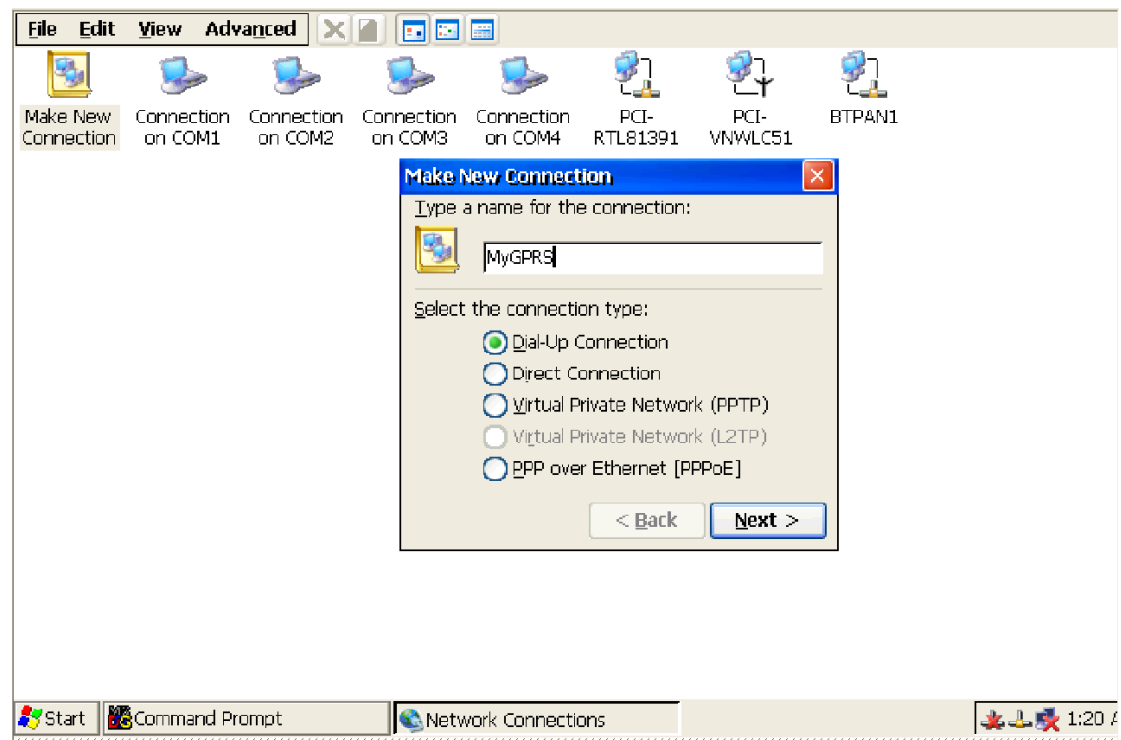 File Edit View Advanced
Make New Connection
Connection on COM1
Connection on COM2
Connection on COM3
Connection on COM4
PCI-RTL81391
PCI-VNWLC51
BTPAN1
Make New Connection
Type a name for the connection:
MyGPRS
Select the connection type:
Dial-Up Connection
Direct Connection
Virtual Private Network (PPTP)
Virtual Private Network (L2TP)
PPP over Ethernet [PPPoE]
< Back Next >
Start Command Prompt Network Connections 1:20